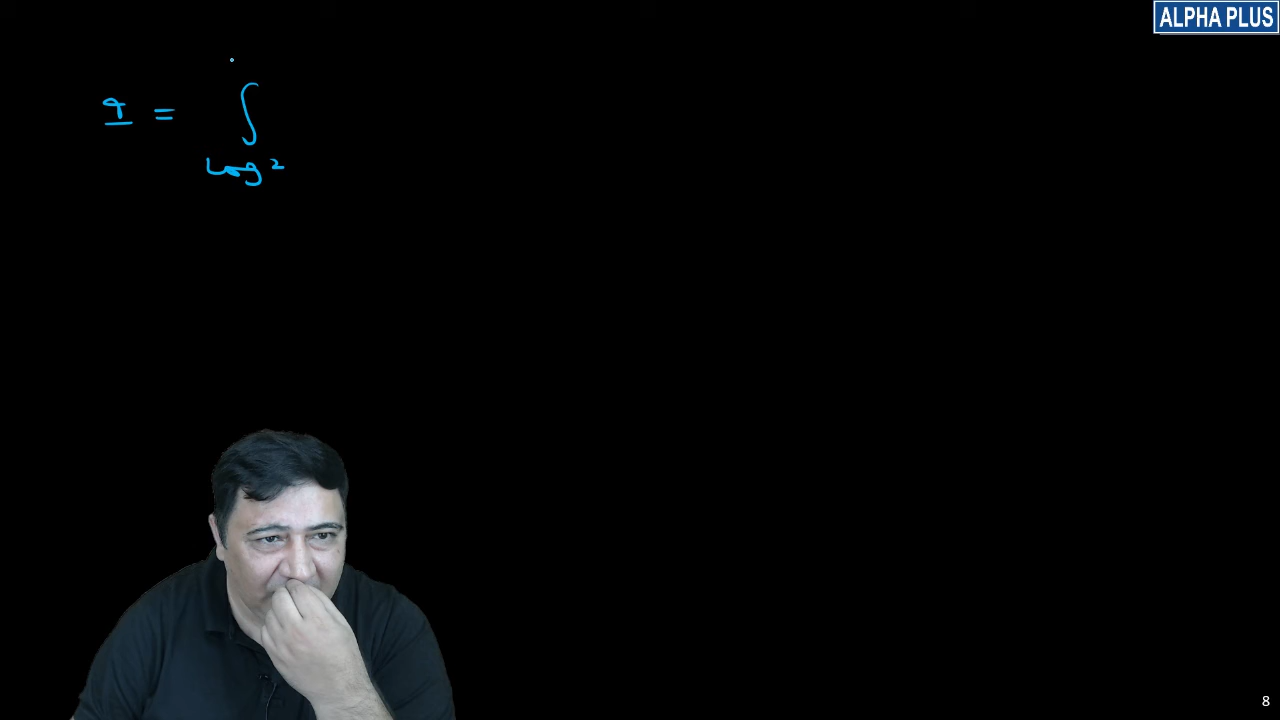 ALPHA PLUS
I = ∫
Log 2
8